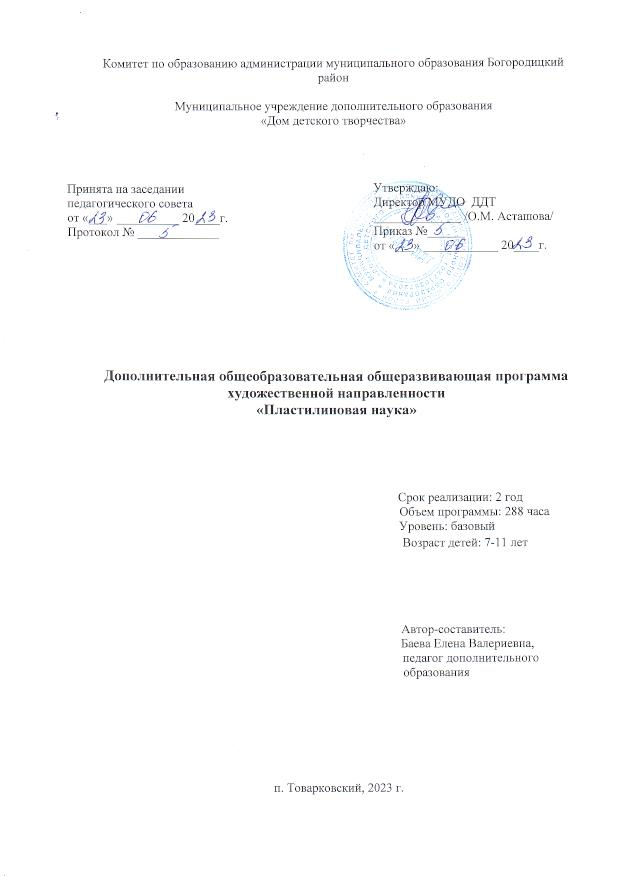 Комитет по образованию администрации муниципального образования Богородицкий
район
Муниципальное учреждение дополнительного образования
«Дом детского творчества»
Принята на заседании
педагогического совета
от «23» 06 2023г.
Протокол № 5
Утверждаю:
Директор МУДО ДДТ
/О.М. Асташова/
Приказ № 5
от «23» 06 2023 г.
Дополнительная общеобразовательная общеразвивающая программа
художественной направленности
«Пластилиновая наука»
Срок реализации: 2 год
Объем программы: 288 часа
Уровень: базовый
Возраст детей: 7-11 лет
Автор-составитель:
Баева Елена Валериевна,
педагог дополнительного
образования
п. Товарковский, 2023 г.